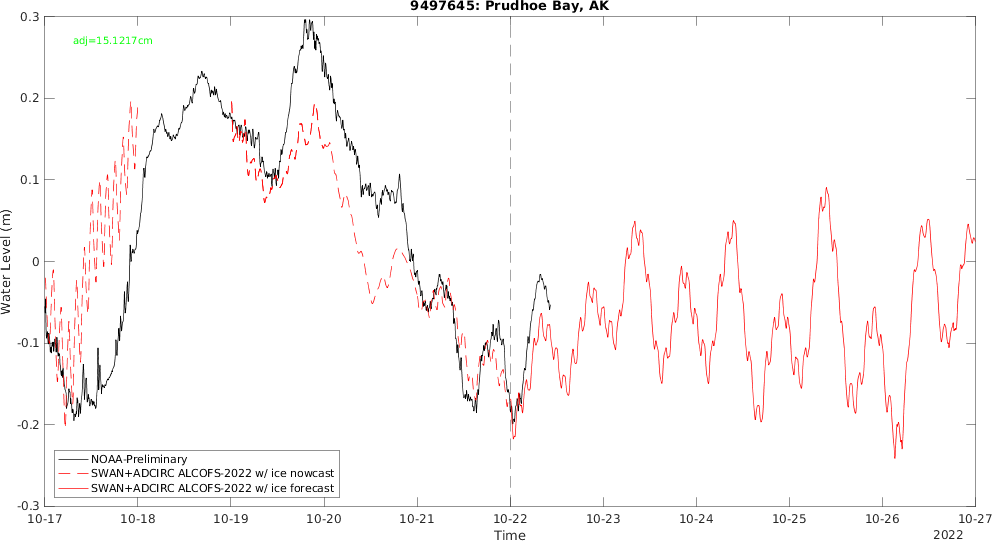 9497645: Prudhoe Bay, AK
adj=15.1217cm
0.3
0.2
0.1
0
-0.1
-0.2
-0.3
Water Level (m)
NOAA-Preliminary
SWAN+ADCIRC ALCOFS-2022 w/ ice nowcast
SWAN+ADCIRC ALCOFS-2022 w/ ice forecast
10-17 10-18 10-19 10-20 10-21 10-22 10-23 10-24 10-25 10-26 10-27
Time
2022